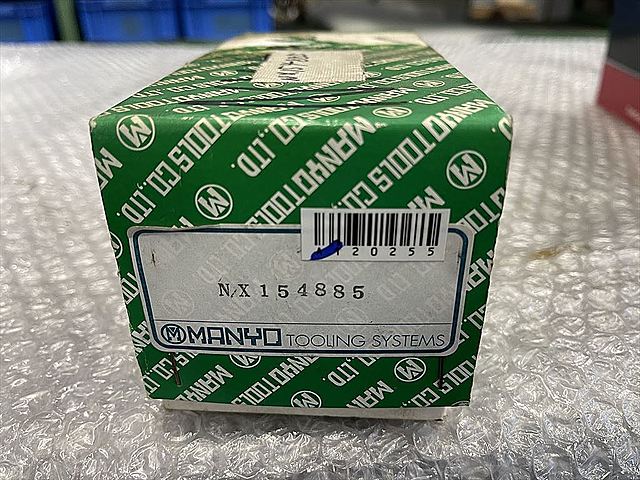 MANYO TOOLS CO.,LTD.
120255
N/X154885
MANYO TOOLING SYSTEMS